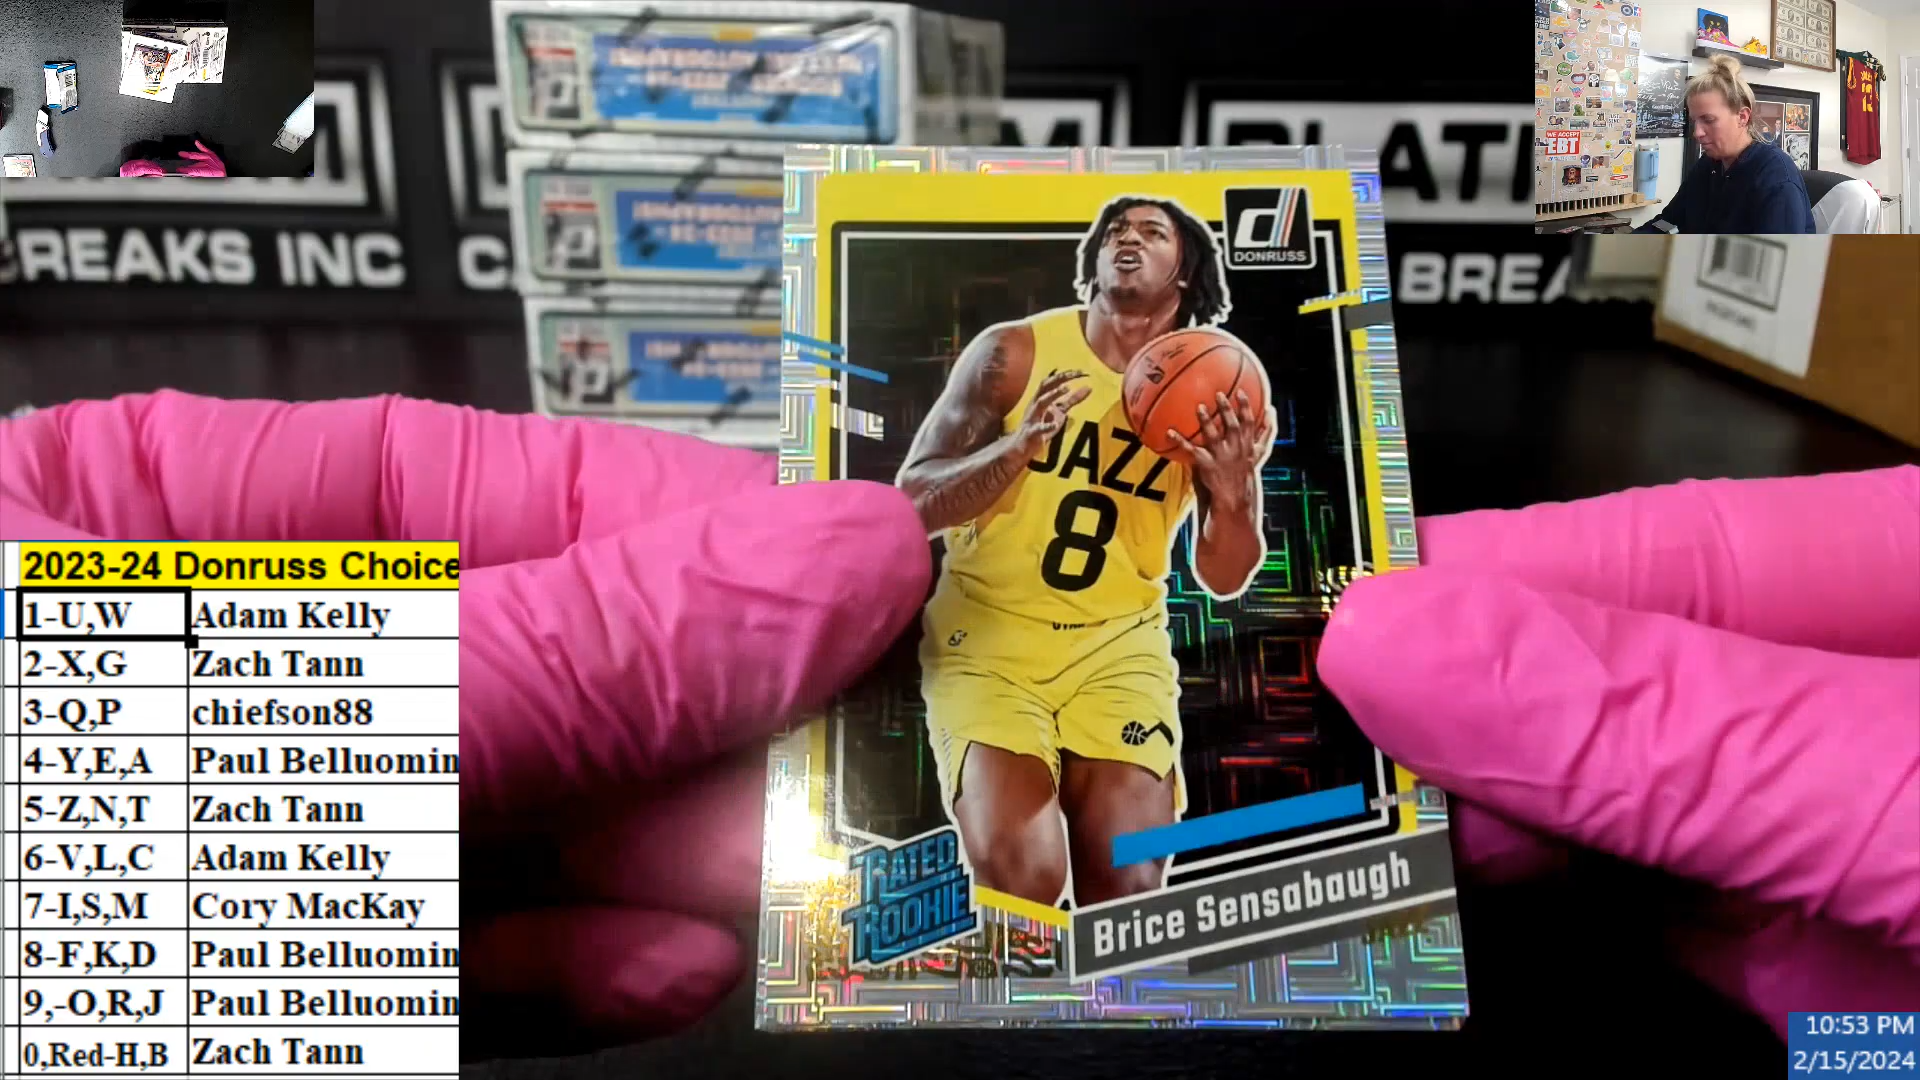 BREAKS INC
BREA
WE ACCEPT
EBT
DONRUSS
JAZZ
8
RATED
ROOKIE
Brice Sensabaugh
2023-24 Donruss Choice
1-U,W Adam Kelly
2-X,G Zach Tann
3-Q,P chiefson88
4-Y,E,A Paul Belluomin
5-Z,N,T Zach Tann
6-V,L,C Adam Kelly
7-I,S,M Cory MacKay
8-F,K,D Paul Belluomin
9,-O,R,J Paul Belluomin
0,Red-H,B Zach Tann
10:53 PM
2/15/2024